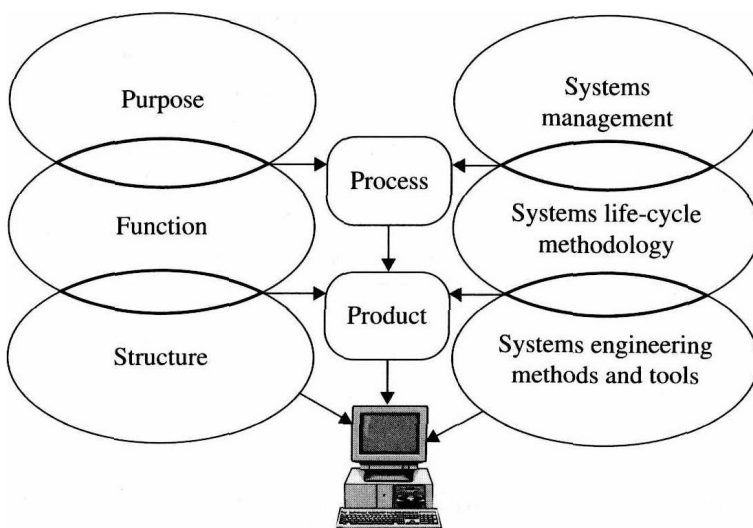 Purpose
Function
Structure
Process
Product
Systems
management
Systems life-cycle
methodology
Systems engineering
methods and tools